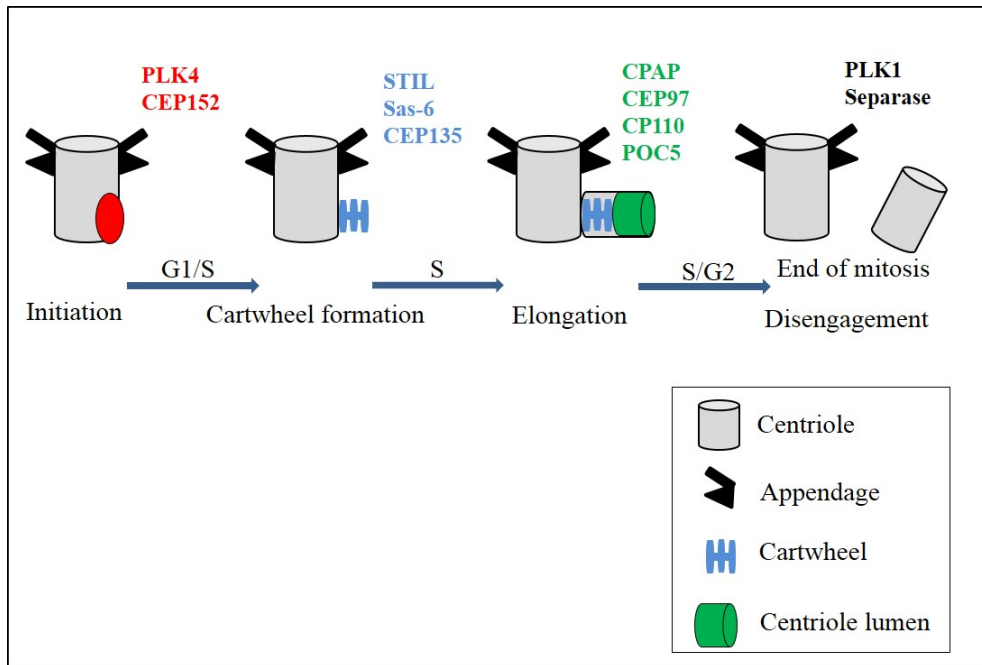 PLK4
CEP152
STIL
Sas-6
CEP135
CPAP
CEP97
CP110
POC5
PLK1
Separase
G1/S
S
S/G2
End of mitosis
Initiation
Cartwheel formation
Elongation
Disengagement
Centriole
Appendage
Cartwheel
Centriole lumen